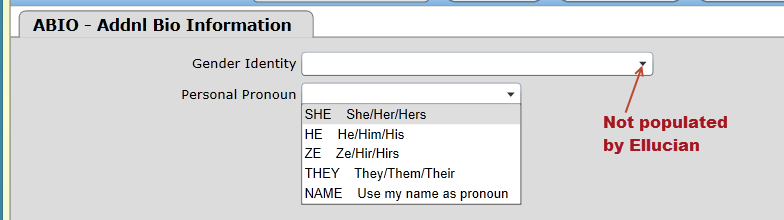 ABIO - Addnl Bio Information
Gender Identity
Personal Pronoun
SHE She/Her/Hers
HE He/Him/His
ZE Ze/Hir/Hirs
THEY They/Them/Their
NAME Use my name as pronoun
Not populated
by Ellucian